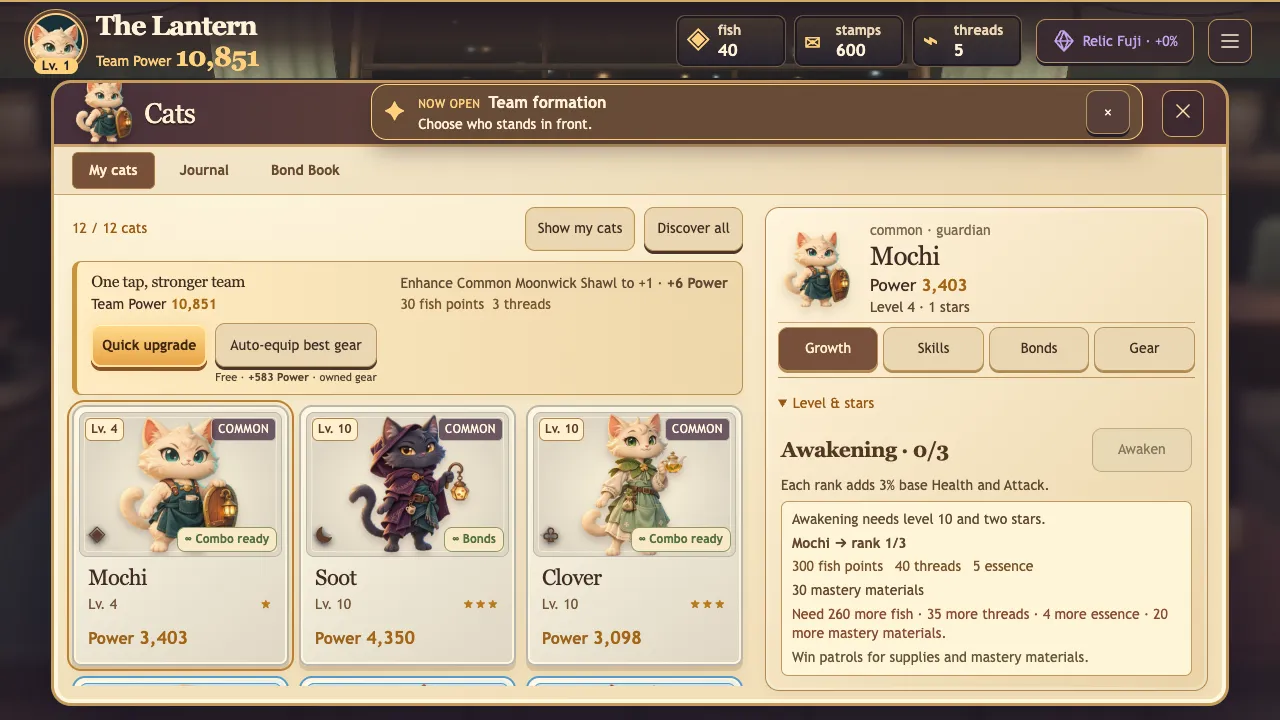 The Lantern
Lv. 1
Team Power 10,851
fish
40
stamps
600
threads
5
Relic Fuji · +0%
Cats
NOW OPEN Team formation
Choose who stands in front.
×
My cats
Journal
Bond Book
12 / 12 cats
Show my cats
Discover all
One tap, stronger team
Team Power 10,851
Enhance Common Moonwick Shawl to +1 · +6 Power
30 fish points 3 threads
Quick upgrade
Auto-equip best gear
Free · +583 Power · owned gear
Lv. 4
COMMON
∞ Combo ready
Mochi
Lv. 4
Power 3,403
Lv. 10
COMMON
∞ Bonds
Soot
Lv. 10
Power 4,350
Lv. 10
COMMON
∞ Combo ready
Clover
Lv. 10
Power 3,098
common · guardian
Mochi
Power 3,403
Level 4 · 1 stars
Growth
Skills
Bonds
Gear
▼ Level & stars
Awakening · 0/3
Awaken
Each rank adds 3% base Health and Attack.
Awakening needs level 10 and two stars.
Mochi → rank 1/3
300 fish points 40 threads 5 essence
30 mastery materials
Need 260 more fish · 35 more threads · 4 more essence · 20
more mastery materials.
Win patrols for supplies and mastery materials.